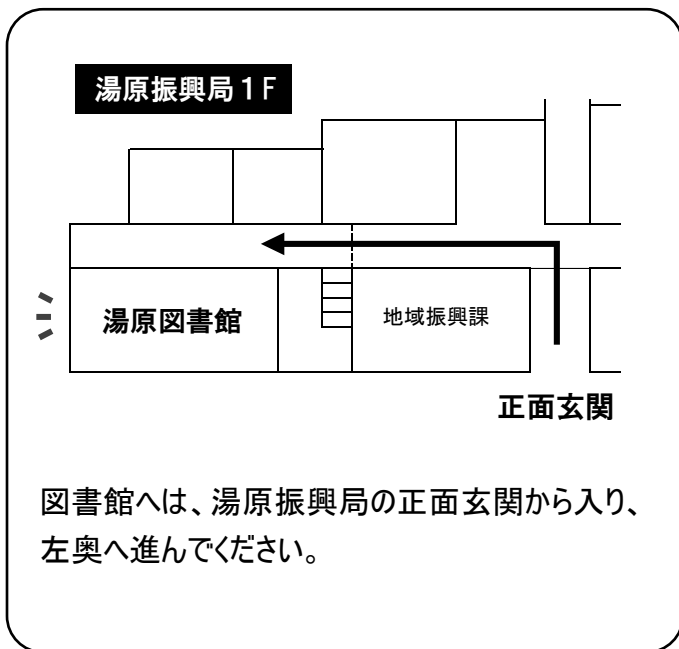 湯原振興局１F
湯原図書館
地域振興課
正面玄関
図書館へは、湯原振興局の正面玄関から入り、
左奥へ進んでください。